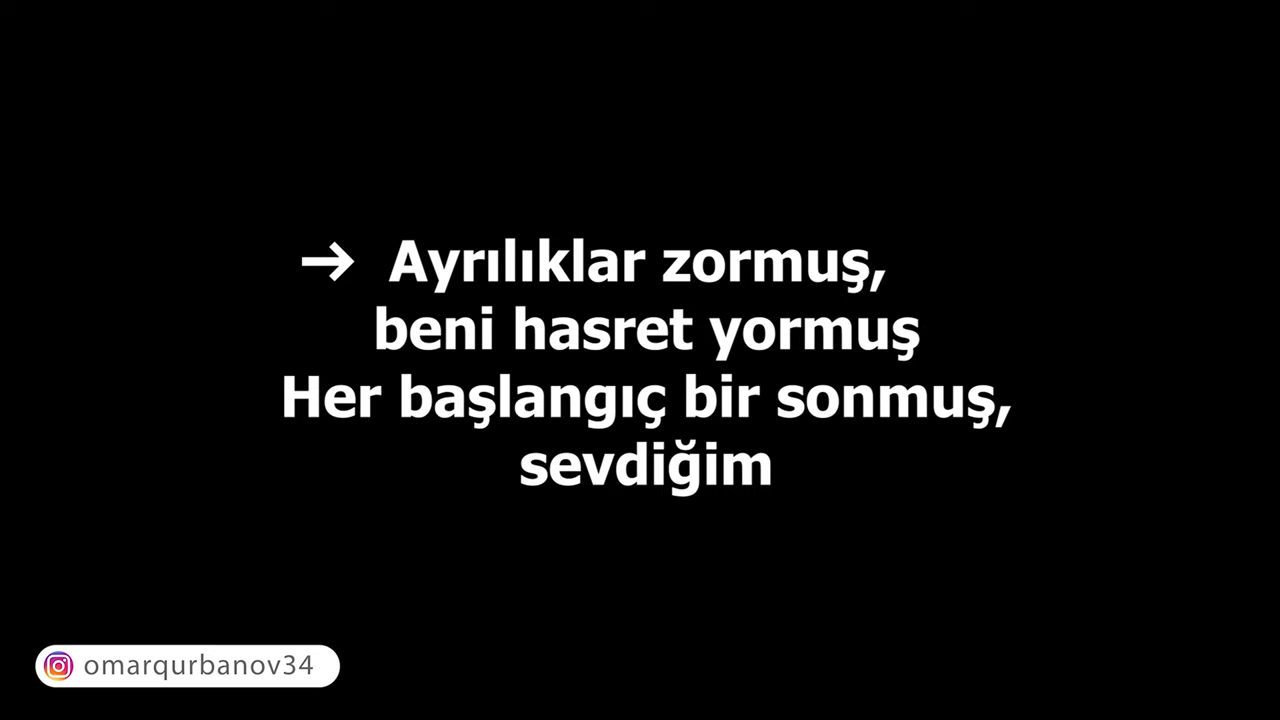 → Ayrılıklar zormuş,
beni hasret yormuş
Her başlangıç bir sonmuş,
sevdiğim
omarqurbanov34